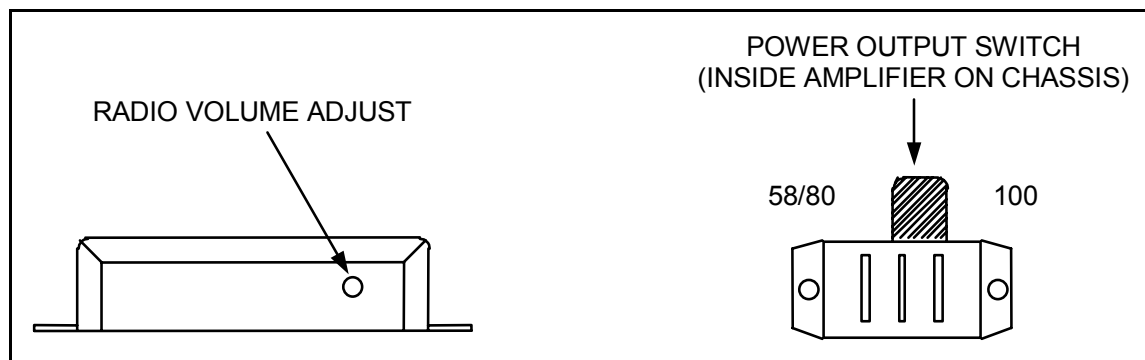 RADIO VOLUME ADJUST
POWER OUTPUT SWITCH
(INSIDE AMPLIFIER ON CHASSIS)
58/80
100